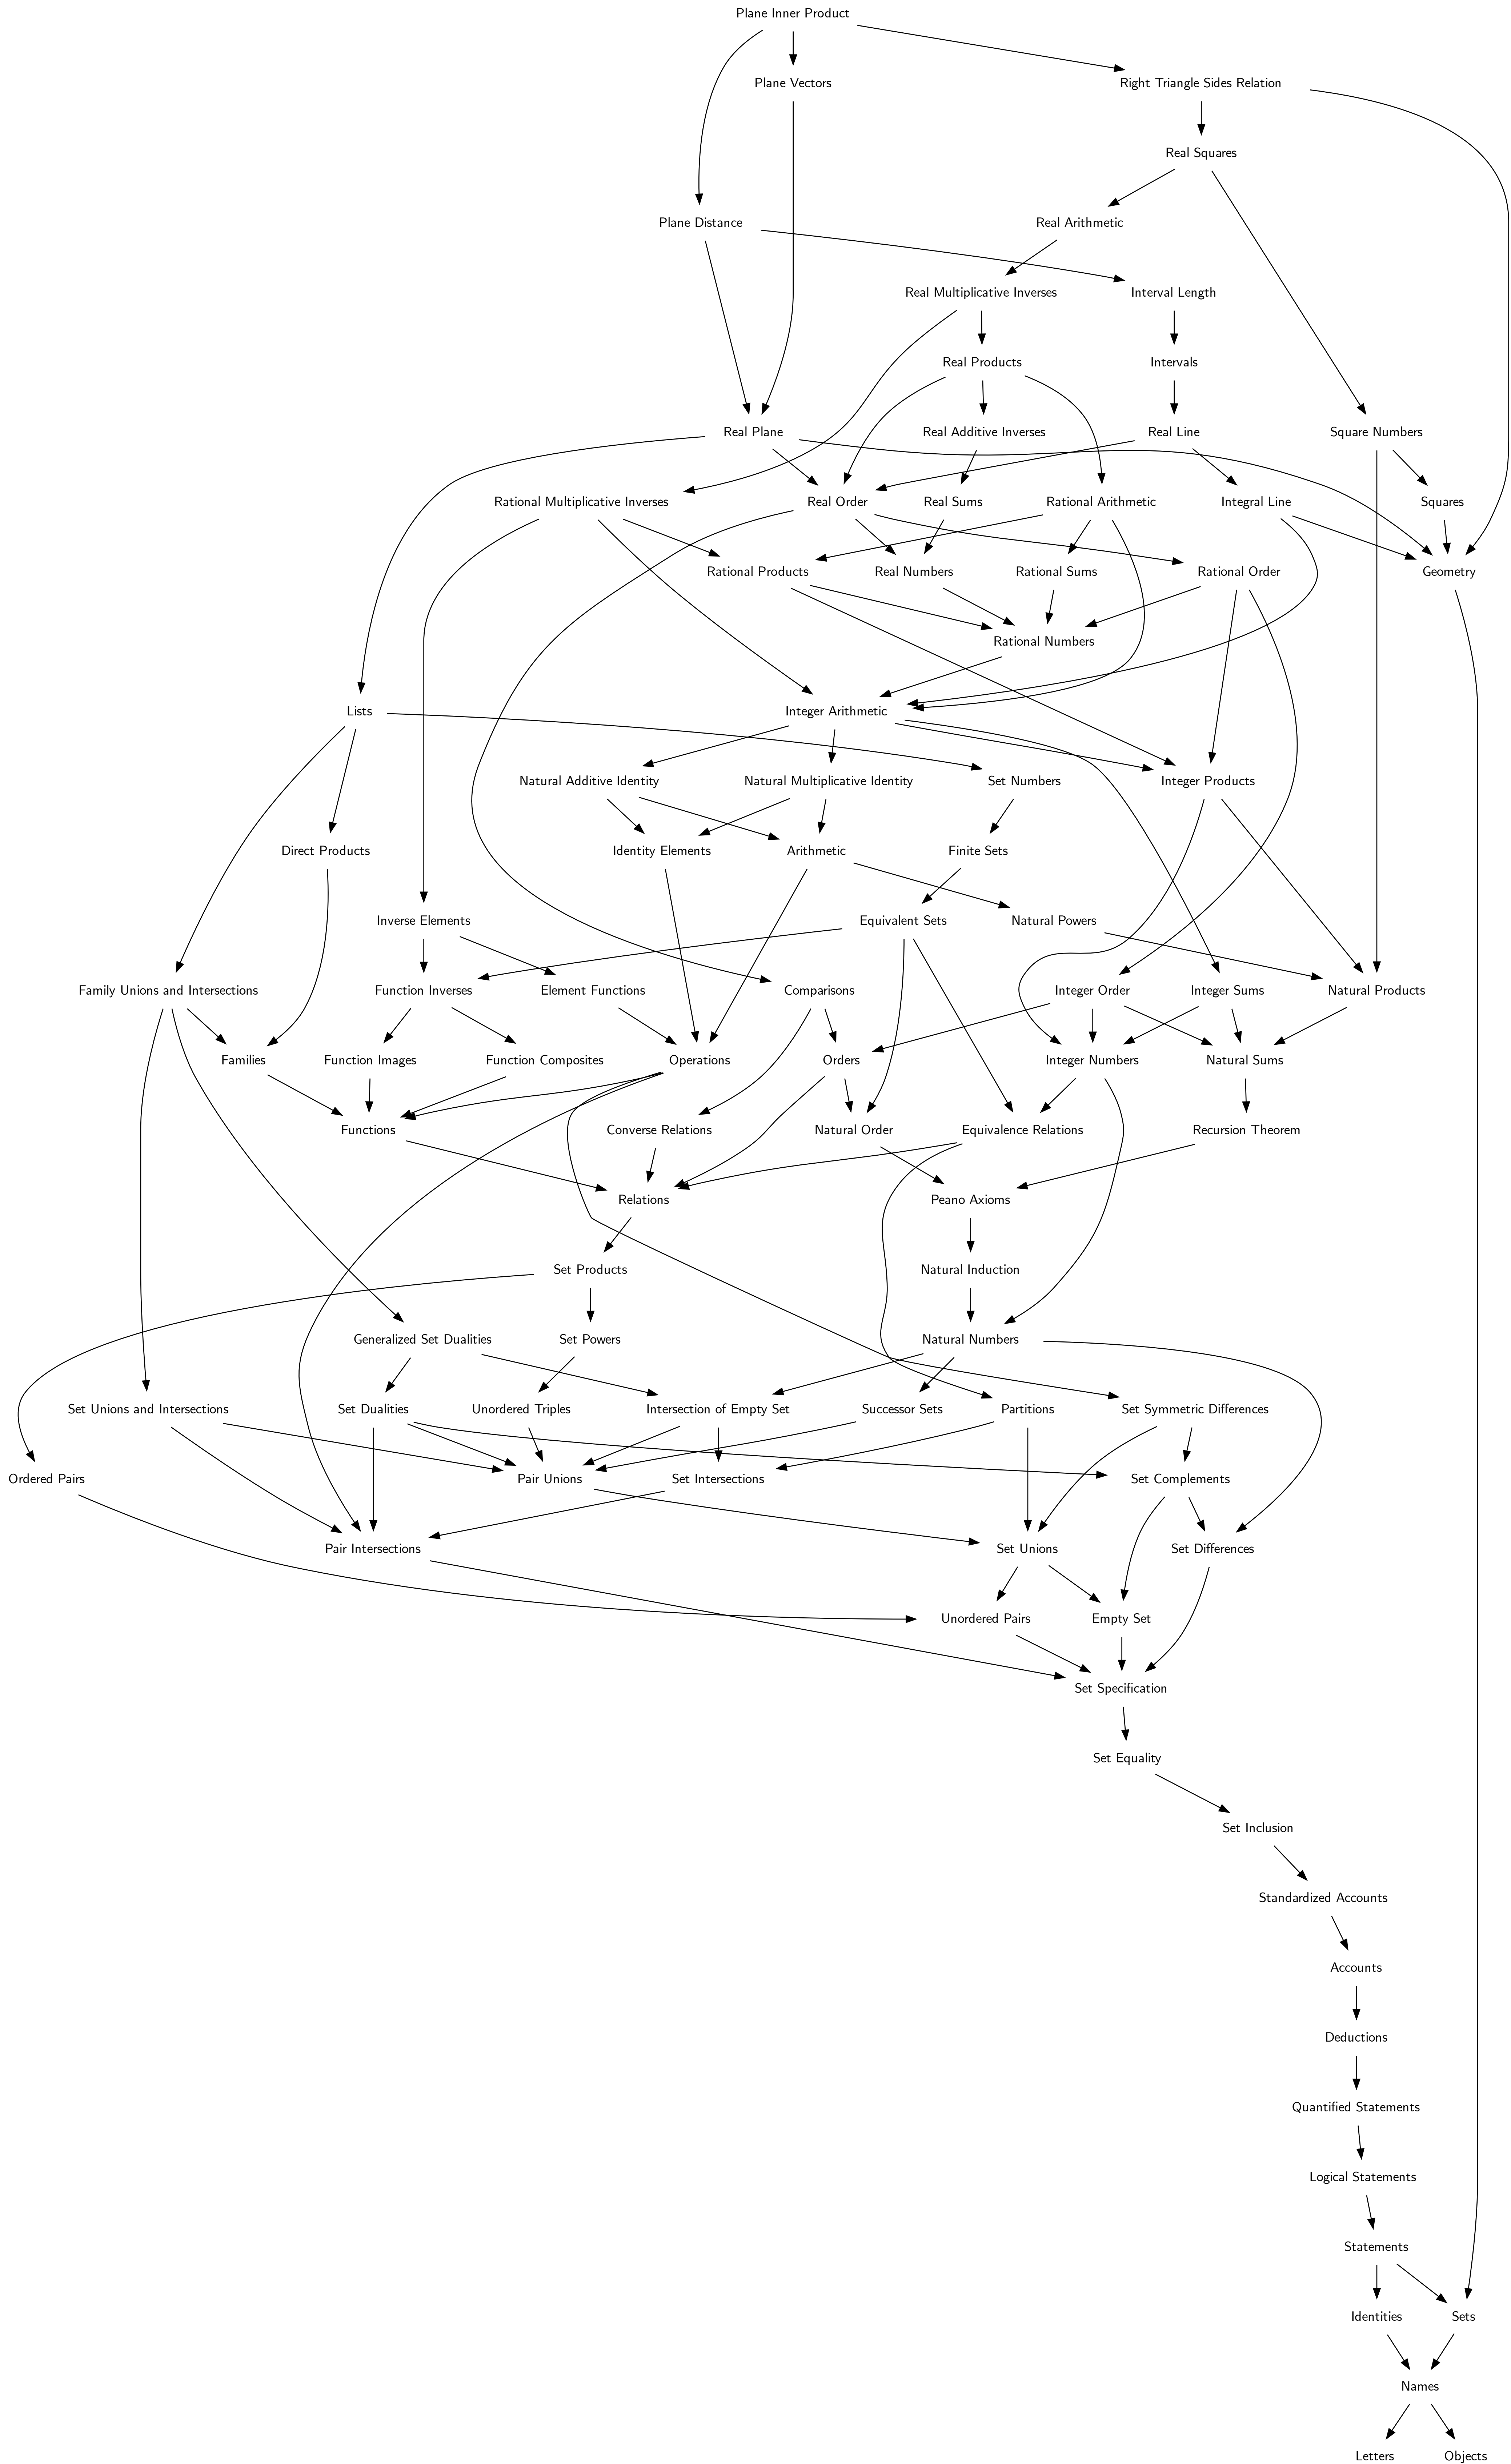 Plane Inner Product
Plane Vectors
Right Triangle Sides Relation
Real Squares
Plane Distance
Real Arithmetic
Real Multiplicative Inverses
Interval Length
Real Products
Intervals
Real Plane
Real Additive Inverses
Real Line
Square Numbers
Rational Multiplicative Inverses
Real Order
Real Sums
Rational Arithmetic
Integral Line
Squares
Rational Products
Real Numbers
Rational Sums
Rational Order
Geometry
Rational Numbers
Lists
Integer Arithmetic
Natural Additive Identity
Natural Multiplicative Identity
Set Numbers
Integer Products
Direct Products
Identity Elements
Arithmetic
Finite Sets
Inverse Elements
Equivalent Sets
Natural Powers
Family Unions and Intersections
Function Inverses
Element Functions
Comparisons
Integer Order
Integer Sums
Natural Products
Families
Function Images
Function Composites
Operations
Orders
Integer Numbers
Natural Sums
Functions
Converse Relations
Natural Order
Equivalence Relations
Recursion Theorem
Relations
Peano Axioms
Set Products
Natural Induction
Generalized Set Dualities
Set Powers
Natural Numbers
Set Unions and Intersections
Set Dualities
Unordered Triples
Intersection of Empty Set
Successor Sets
Partitions
Set Symmetric Differences
Ordered Pairs
Pair Unions
Set Intersections
Set Complements
Pair Intersections
Set Unions
Set Differences
Unordered Pairs
Empty Set
Set Specification
Set Equality
Set Inclusion
Standardized Accounts
Accounts
Deductions
Quantified Statements
Logical Statements
Statements
Identities
Sets
Names
Letters
Objects